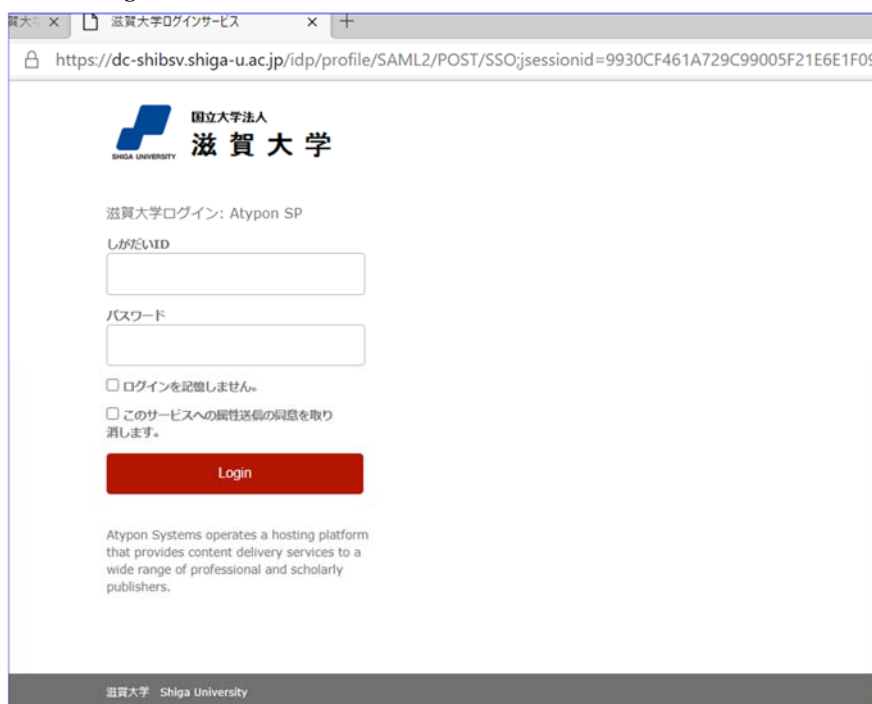 賀大 × 滋賀大学ログインサービス × +
https://dc-shibsv.shiga-u.ac.jp/idp/profile/SAML2/POST/SSO;jsessionid=9930CF461A729C99005F21E6E1F09
国立大学法人
滋賀大学
SHIGA UNIVERSITY
滋賀大学ログイン: Atypon SP
しがだいID
パスワード
ログインを記憶しません。
このサービスへの属性送信の同意を取り
消します。
Login
Atypon Systems operates a hosting platform
that provides content delivery services to a
wide range of professional and scholarly
publishers.
滋賀大学 Shiga University